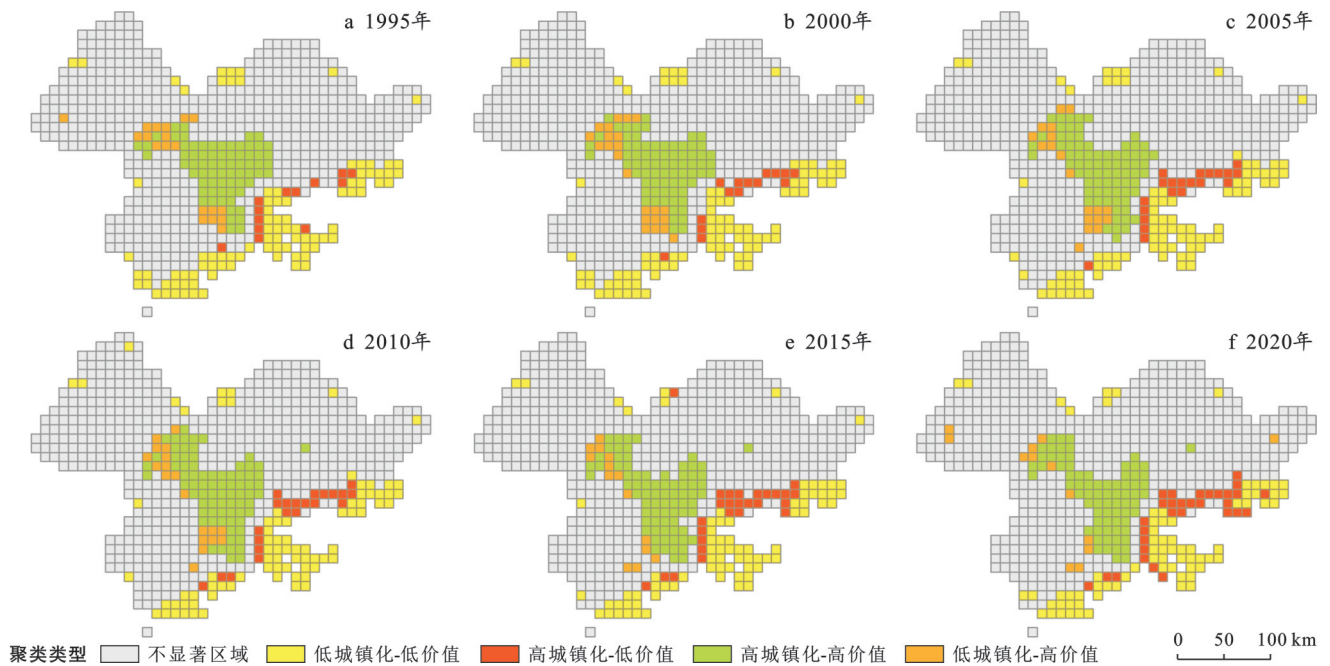 a 1995年
b 2000年
c 2005年
d 2010年
e 2015年
f 2020年
聚类类型 不显著区域 低城镇化-低价值 高城镇化-低价值 高城镇化-高价值 低城镇化-高价值
0 50 100 km